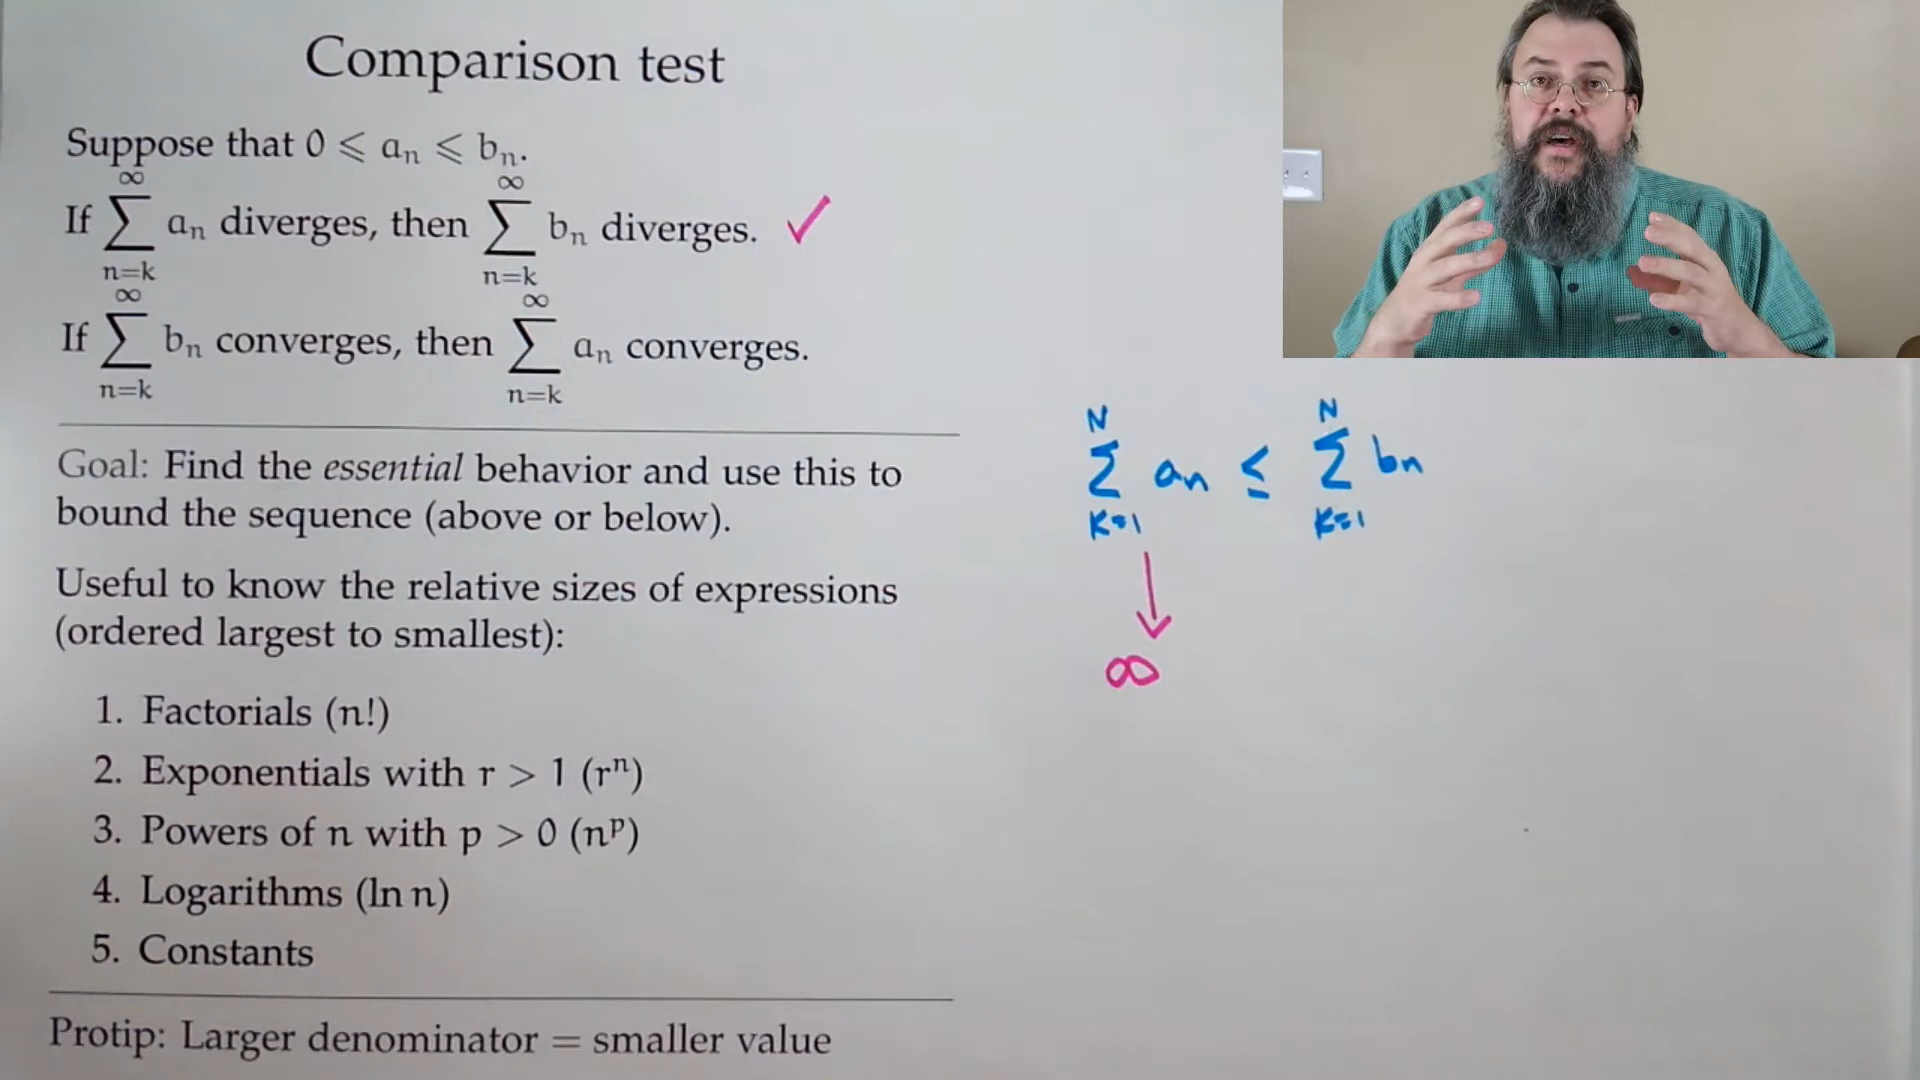 Comparison test
Suppose that 0 ⩽ aₙ ⩽ bₙ.
If ∑_{n=k}^{∞} aₙ diverges, then ∑_{n=k}^{∞} bₙ diverges. ✓
If ∑_{n=k}^{∞} bₙ converges, then ∑_{n=k}^{∞} aₙ converges.
Goal: Find the essential behavior and use this to
bound the sequence (above or below).
Useful to know the relative sizes of expressions
(ordered largest to smallest):
1. Factorials (n!)
2. Exponentials with r > 1 (rⁿ)
3. Powers of n with p > 0 (nᵖ)
4. Logarithms (ln n)
5. Constants
Protip: Larger denominator = smaller value
∑_{K=1}^{N} aₙ ≤ ∑_{K=1}^{N} bₙ
↓
∞